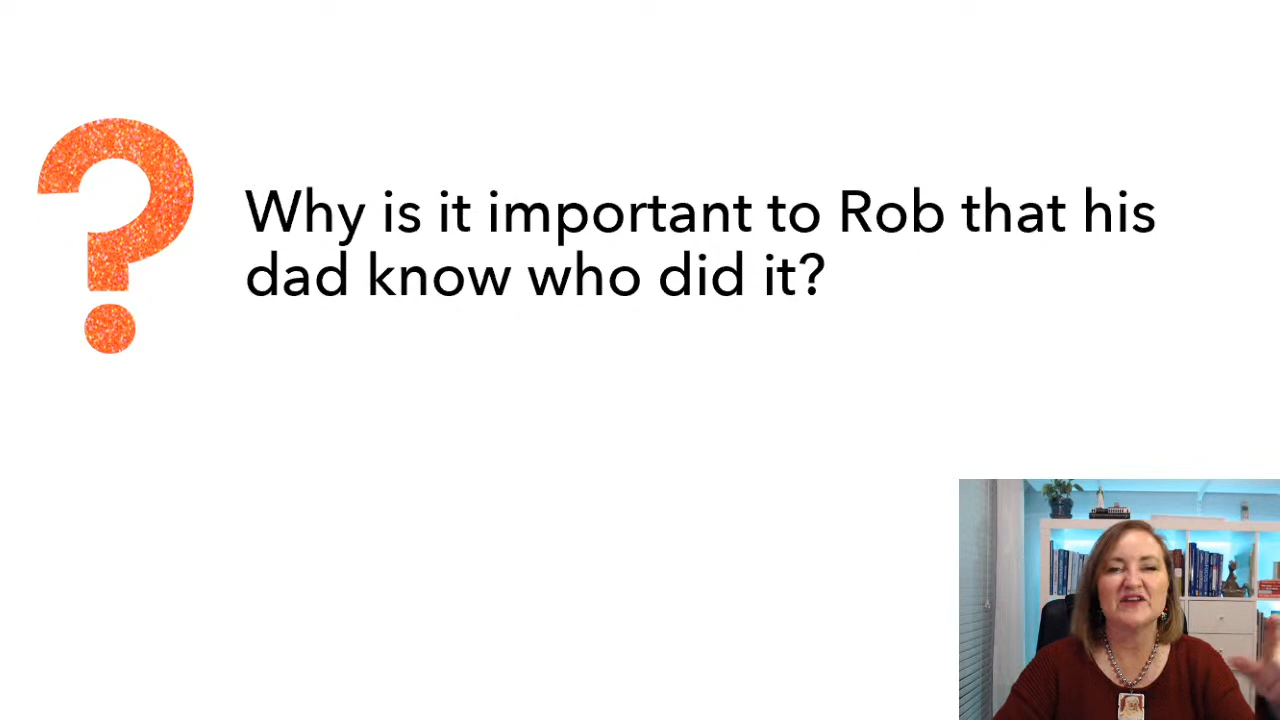 Why is it important to Rob that his
dad know who did it?